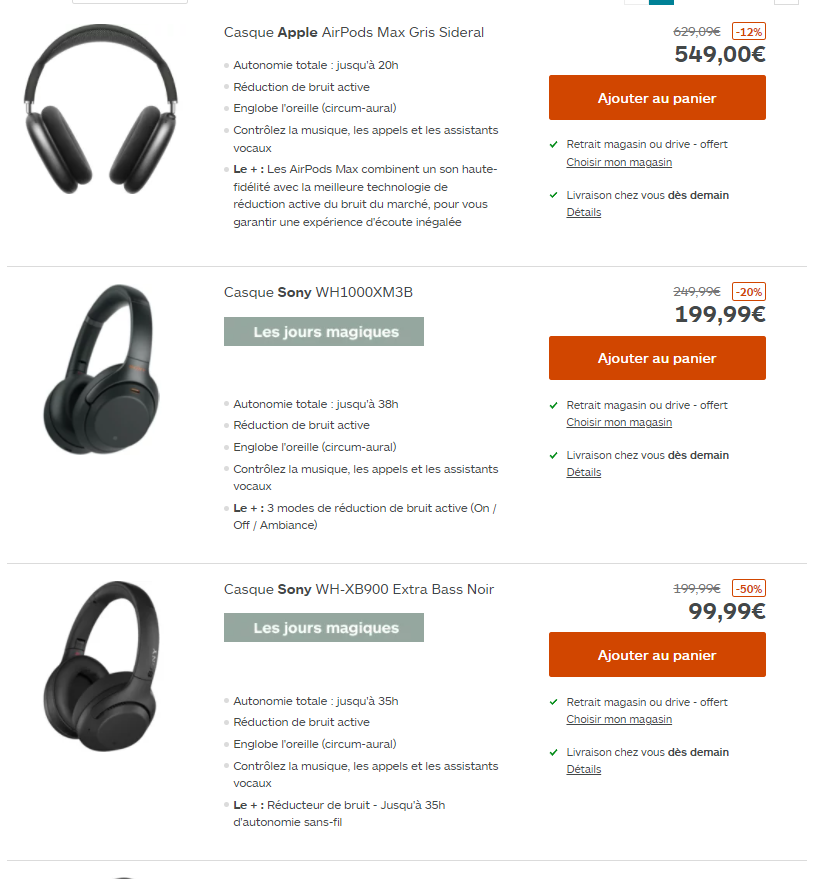 Casque Apple AirPods Max Gris Sideral
Autonomie totale : jusqu'à 20h
Réduction de bruit active
Englobe l'oreille (circum-aural)
Contrôlez la musique, les appels et les assistants
vocaux
Le + : Les AirPods Max combinent un son haute-
fidélité avec la meilleure technologie de
réduction active du bruit du marché, pour vous
garantir une expérience d'écoute inégalée
629,09€ -12%
549,00€
Ajouter au panier
Retrait magasin ou drive - offert
Choisir mon magasin
Livraison chez vous dès demain
Détails
Casque Sony WH1000XM3B
Les jours magiques
Autonomie totale : jusqu'à 38h
Réduction de bruit active
Englobe l'oreille (circum-aural)
Contrôlez la musique, les appels et les assistants
vocaux
Le + : 3 modes de réduction de bruit active (On /
Off / Ambiance)
249,99€ -20%
199,99€
Ajouter au panier
Retrait magasin ou drive - offert
Choisir mon magasin
Livraison chez vous dès demain
Détails
Casque Sony WH-XB900 Extra Bass Noir
Les jours magiques
Autonomie totale : jusqu'à 35h
Réduction de bruit active
Englobe l'oreille (circum-aural)
Contrôlez la musique, les appels et les assistants
vocaux
Le + : Réducteur de bruit - Jusqu'à 35h
d'autonomie sans-fil
199,99€ -50%
99,99€
Ajouter au panier
Retrait magasin ou drive - offert
Choisir mon magasin
Livraison chez vous dès demain
Détails
SONY